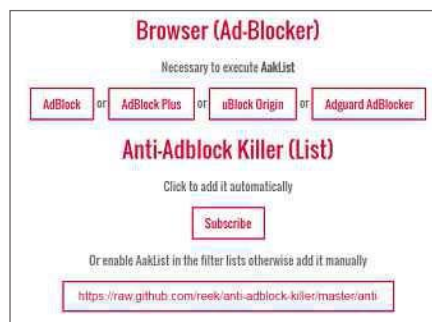 Browser (Ad-Blocker)
Necessary to execute AakList
AdBlock or AdBlock Plus or uBlock Origin or Adguard AdBlocker
Anti-Adblock Killer (List)
Click to add it automatically
Subscribe
Or enable AakList in the filter lists otherwise add it manually
https://raw.github.com/reek/anti-adblock-killer/master/anti